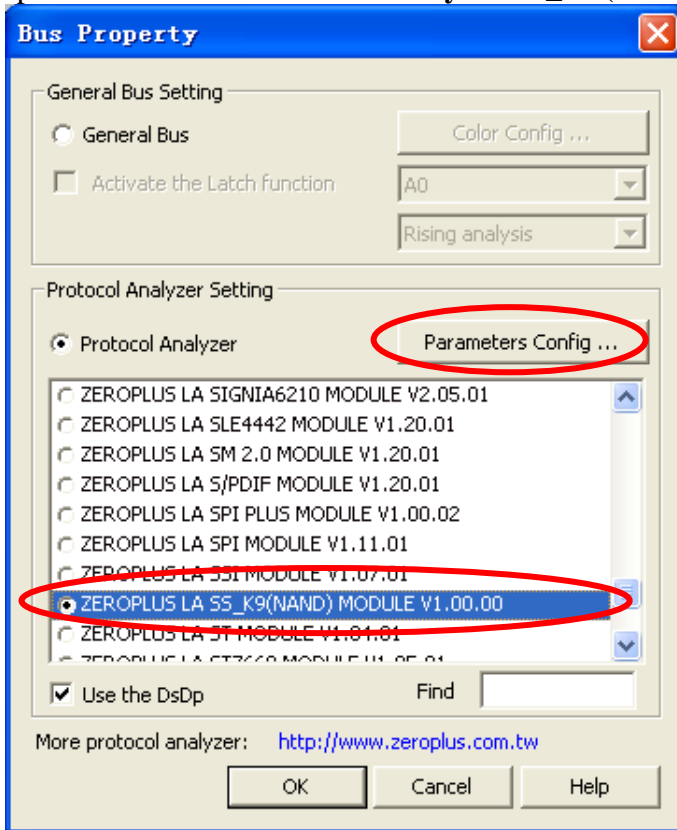 Bus Property
General Bus Setting
General Bus
Color Config ...
Activate the Latch function
A0
Rising analysis
Protocol Analyzer Setting
Protocol Analyzer
Parameters Config ...
ZEROPLUS LA SIGNIA6210 MODULE V2.05.01
ZEROPLUS LA SLE4442 MODULE V1.20.01
ZEROPLUS LA SM 2.0 MODULE V1.20.01
ZEROPLUS LA S/PDIF MODULE V1.20.01
ZEROPLUS LA SPI PLUS MODULE V1.00.02
ZEROPLUS LA SPI MODULE V1.11.01
ZEROPLUS LA SSI MODULE V1.07.01
ZEROPLUS LA SS_K9(NAND) MODULE V1.00.00
ZEROPLUS LA ST MODULE V1.04.01
Use the DsDp
Find
More protocol analyzer: http://www.zeroplus.com.tw
OK Cancel Help